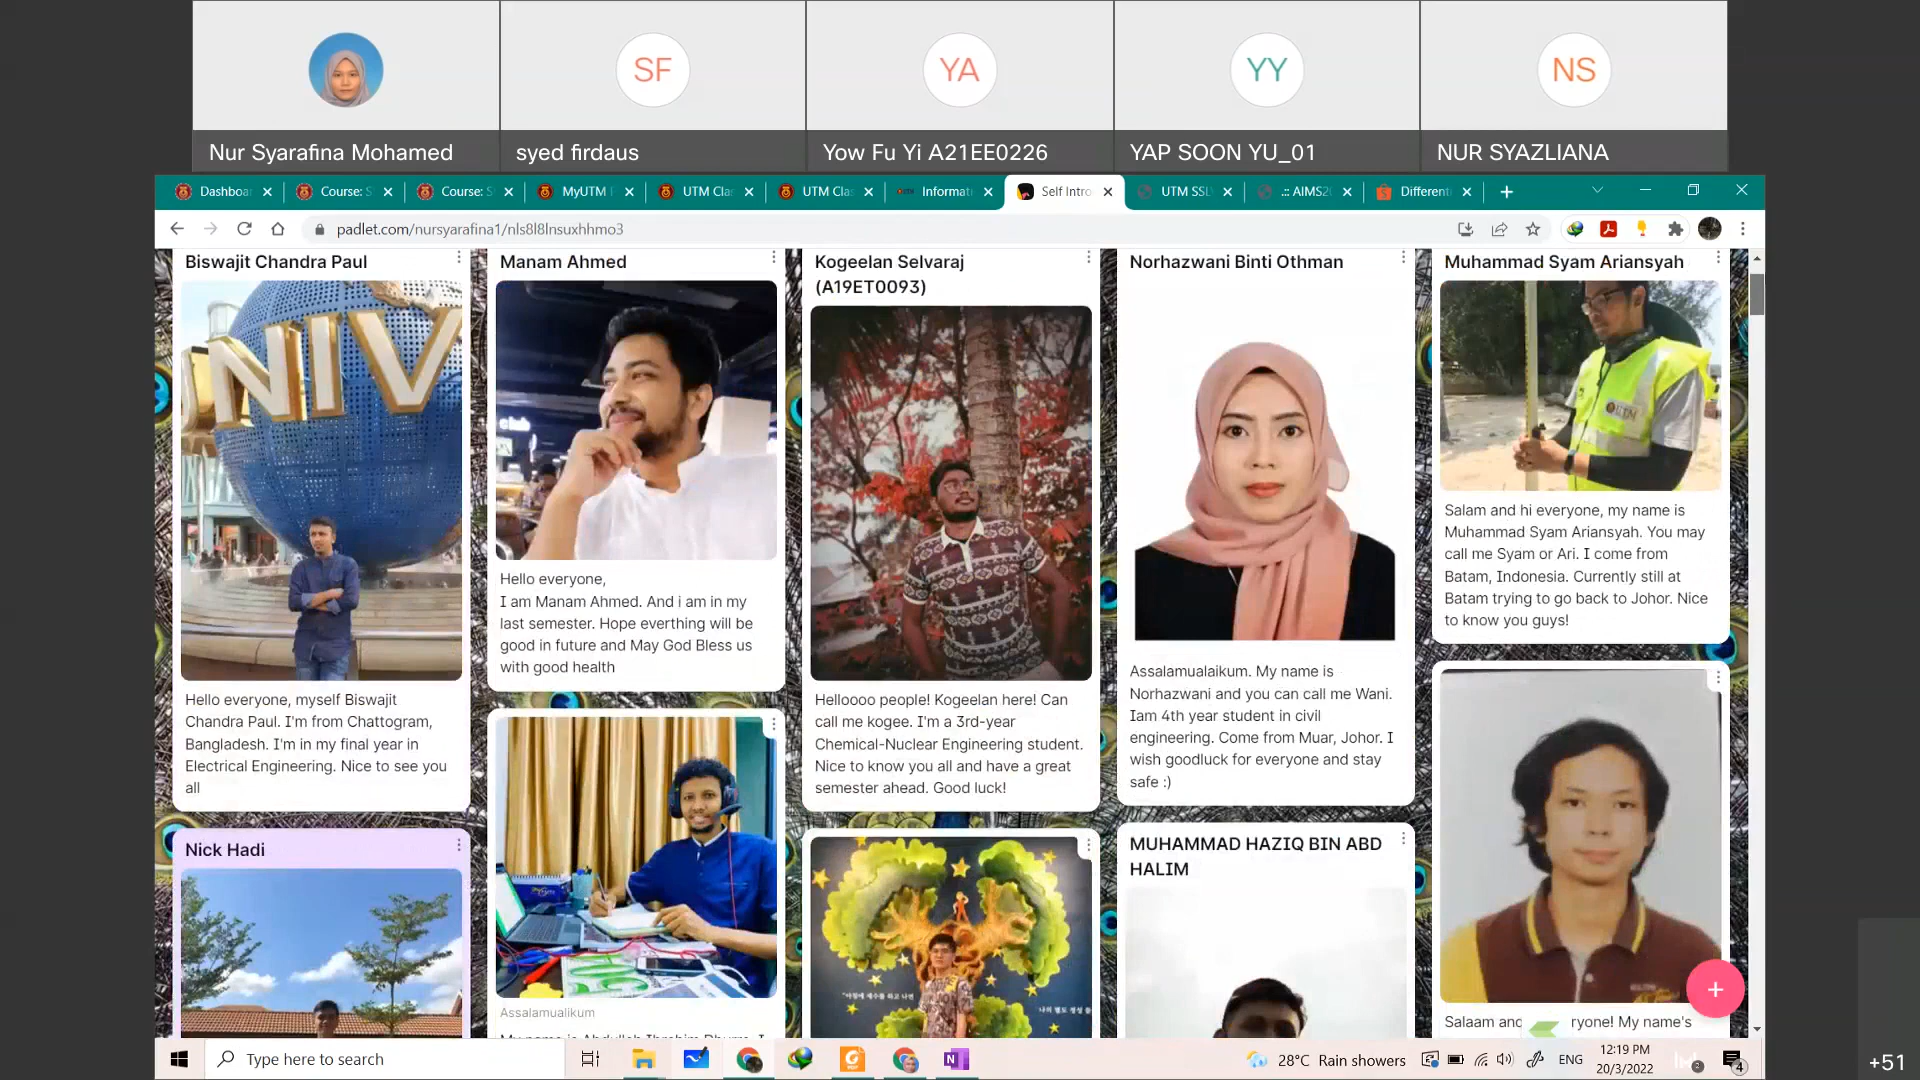 SF
YA
YY
NS
Nur Syarafina Mohamed
syed firdaus
Yow Fu Yi A21EE0226
YAP SOON YU_01
NUR SYAZLIANA
Dashboa
Course: S
Course: S
MyUTM
UTM Cla
UTM Cla
Informat
Self Intro
UTM SSL
.:: AIMS2
Different
padlet.com/nursyarafina1/nls8l8lnsuxhhmo3
Biswajit Chandra Paul
NIV
Hello everyone, myself Biswajit
Chandra Paul. I'm from Chattogram,
Bangladesh. I'm in my final year in
Electrical Engineering. Nice to see you
all
Nick Hadi
Manam Ahmed
club
Hello everyone,
I am Manam Ahmed. And i am in my
last semester. Hope everthing will be
good in future and May God Bless us
with good health
Assalamualikum
Kogeelan Selvaraj
(A19ET0093)
Helloooo people! Kogeelan here! Can
call me kogee. I'm a 3rd-year
Chemical-Nuclear Engineering student.
Nice to know you all and have a great
semester ahead. Good luck!
Norhazwani Binti Othman
Assalamualaikum. My name is
Norhazwani and you can call me Wani.
Iam 4th year student in civil
engineering. Come from Muar, Johor. I
wish goodluck for everyone and stay
safe :)
MUHAMMAD HAZIQ BIN ABD
HALIM
Muhammad Syam Ariansyah
UTM
Salam and hi everyone, my name is
Muhammad Syam Ariansyah. You may
call me Syam or Ari. I come from
Batam, Indonesia. Currently still at
Batam trying to go back to Johor. Nice
to know you guys!
Salaam and ryone! My name's
Type here to search
28°C Rain showers
ENG
12:19 PM
20/3/2022
4
+51